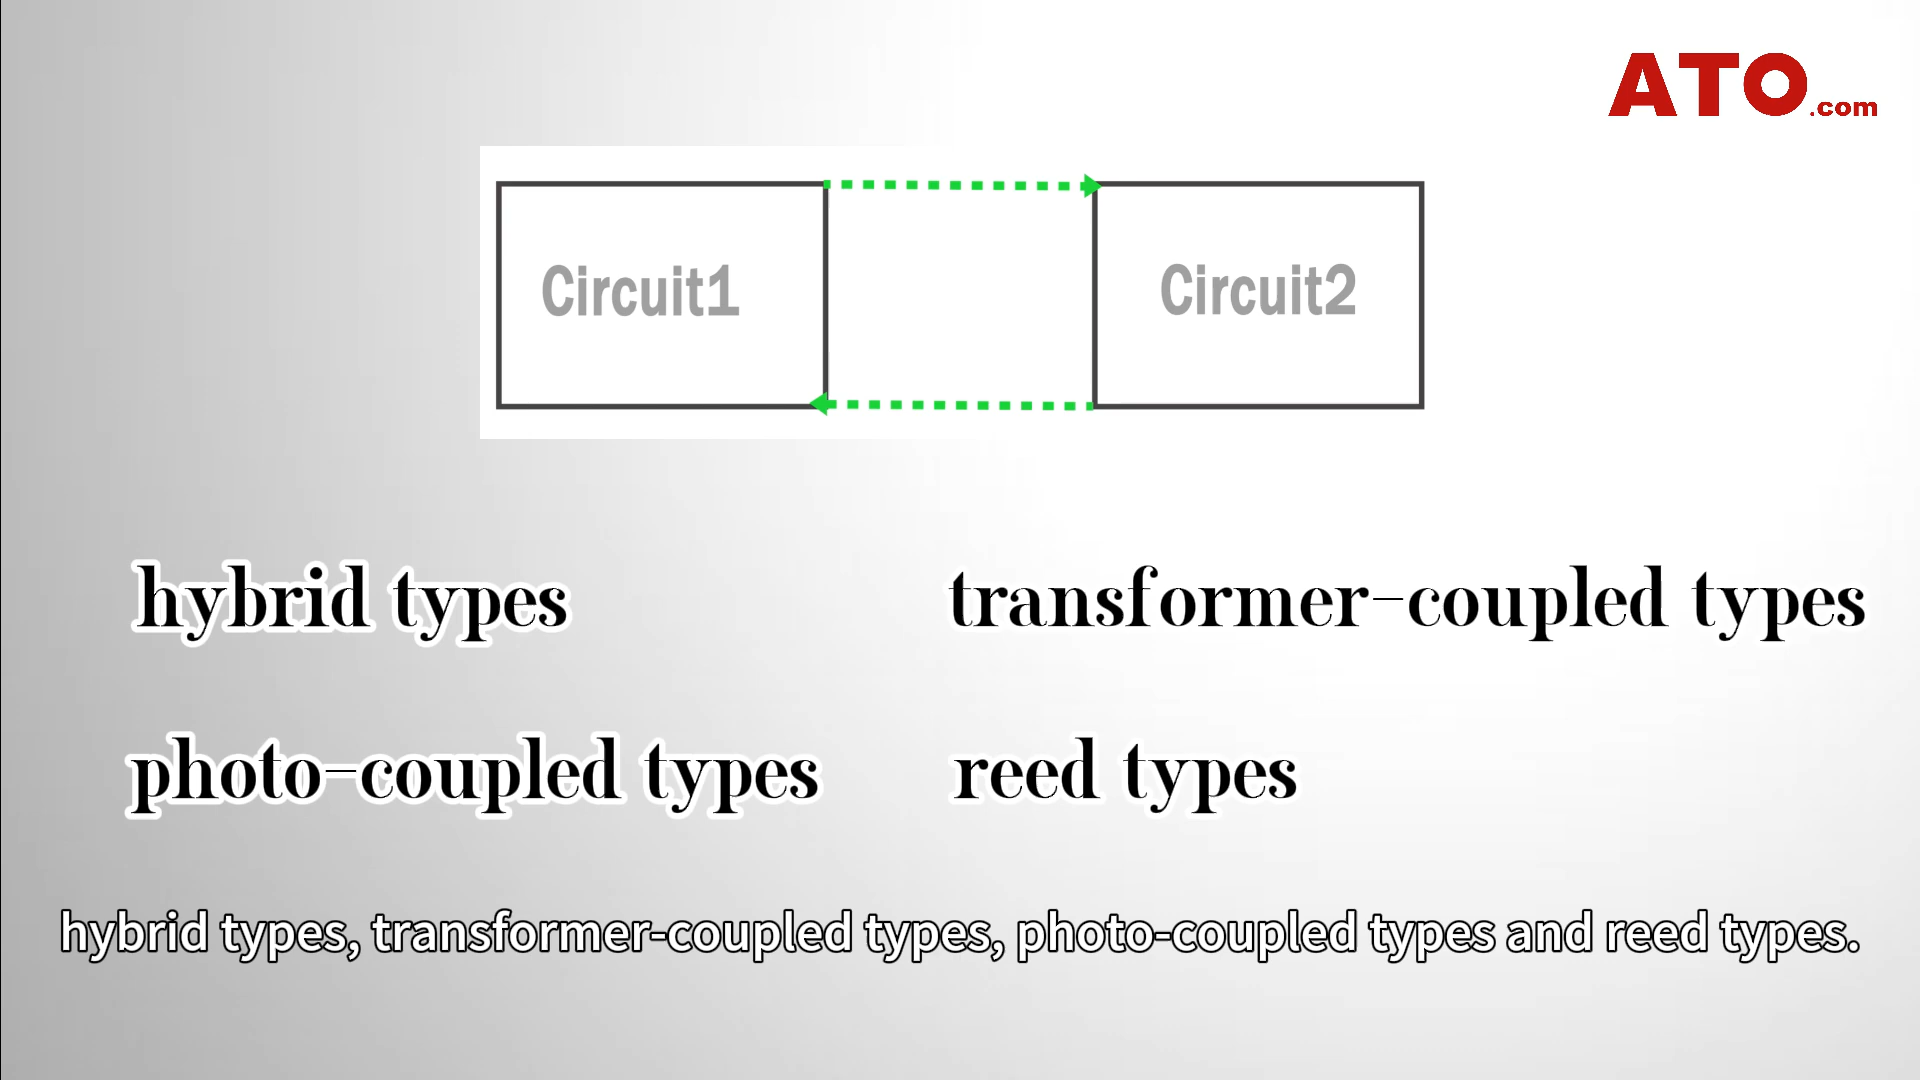 ATO.com
Circuit1
Circuit2
hybrid types
transformer-coupled types
photo-coupled types
reed types
hybrid types, transformer-coupled types, photo-coupled types and reed types.